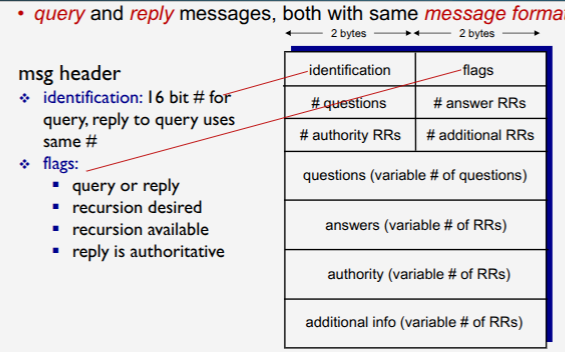 • query and reply messages, both with same message format
2 bytes 2 bytes
msg header
❖ identification: 16 bit # for
query, reply to query uses
same #
❖ flags:
▪ query or reply
▪ recursion desired
▪ recursion available
▪ reply is authoritative
identification flags
# questions # answer RRs
# authority RRs # additional RRs
questions (variable # of questions)
answers (variable # of RRs)
authority (variable # of RRs)
additional info (variable # of RRs)